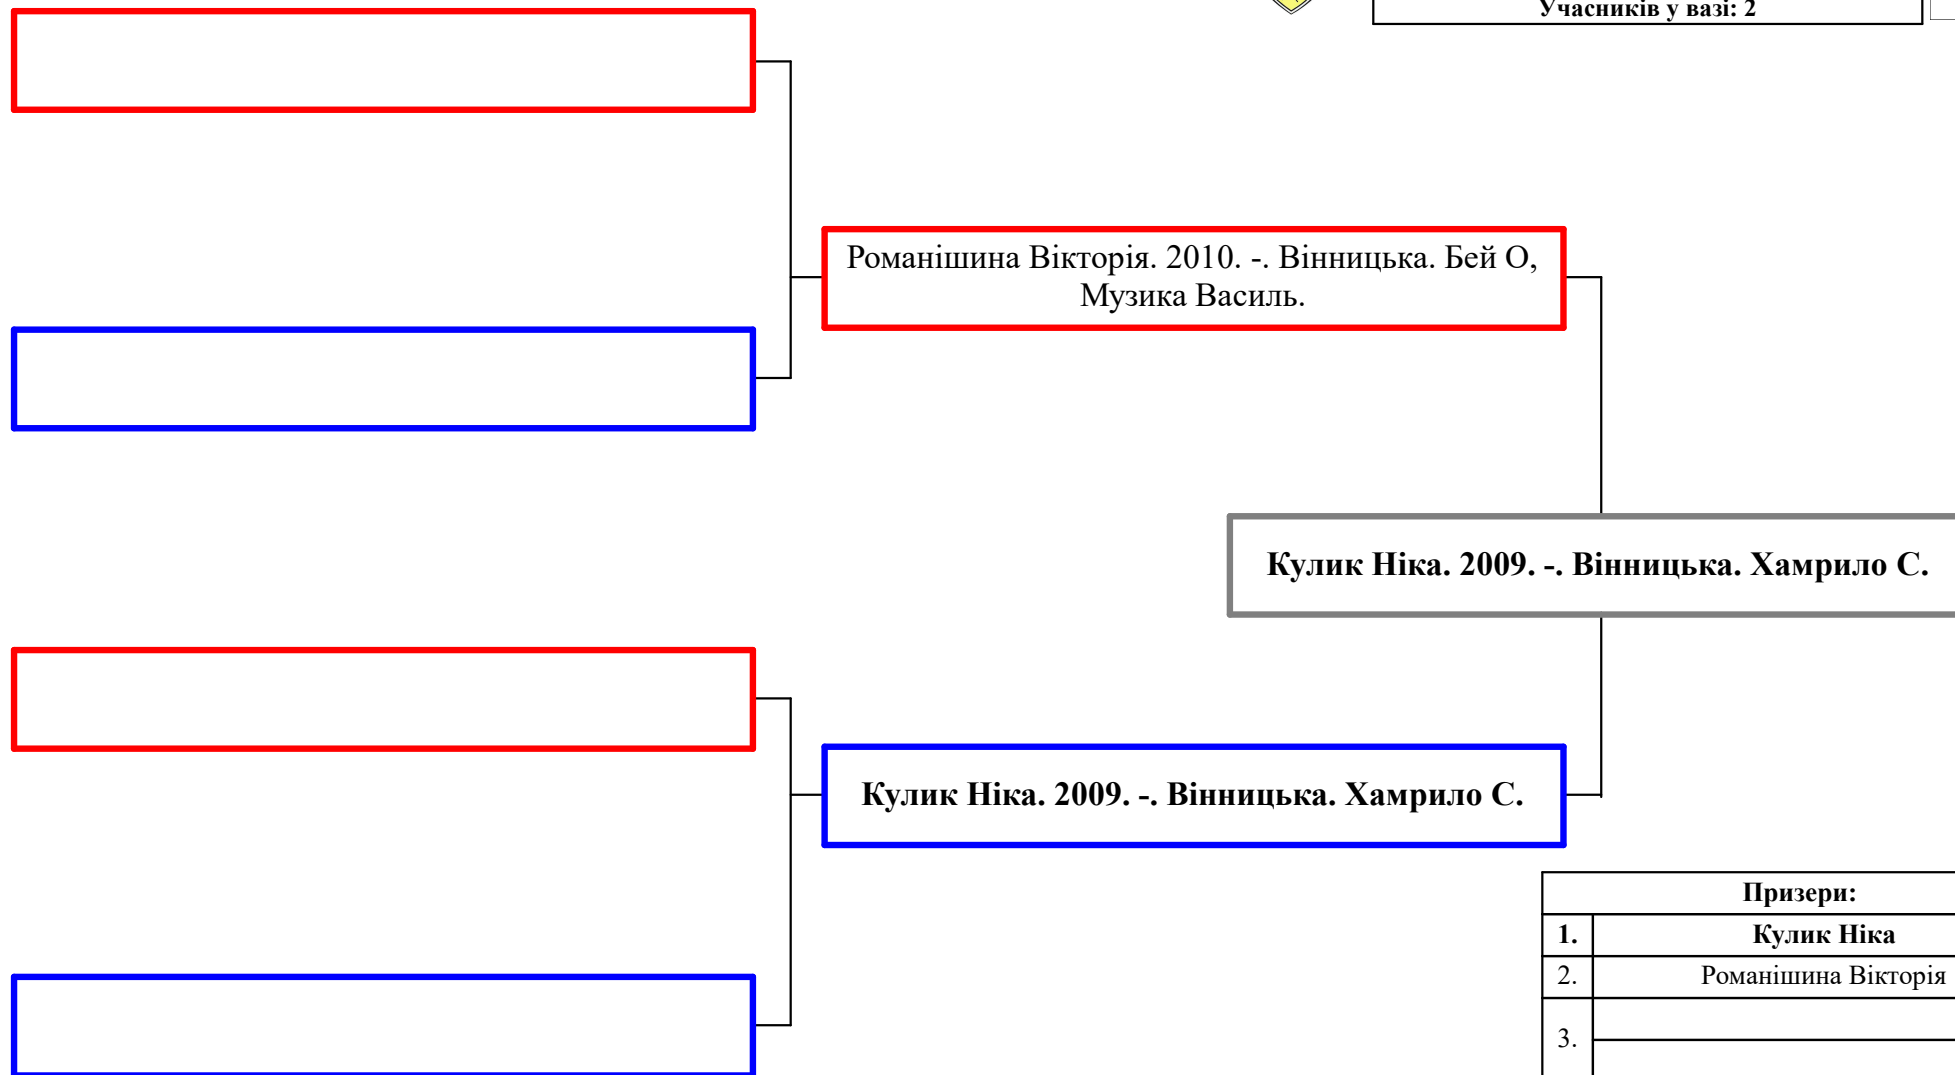 Учасників у вазі: 2
Романішина Вікторія. 2010. -. Вінницька. Бей О,
Музика Василь.
Кулик Ніка. 2009. -. Вінницька. Хамрило С.
Кулик Ніка. 2009. -. Вінницька. Хамрило С.
Призери:
1. Кулик Ніка
2. Романішина Вікторія
3.